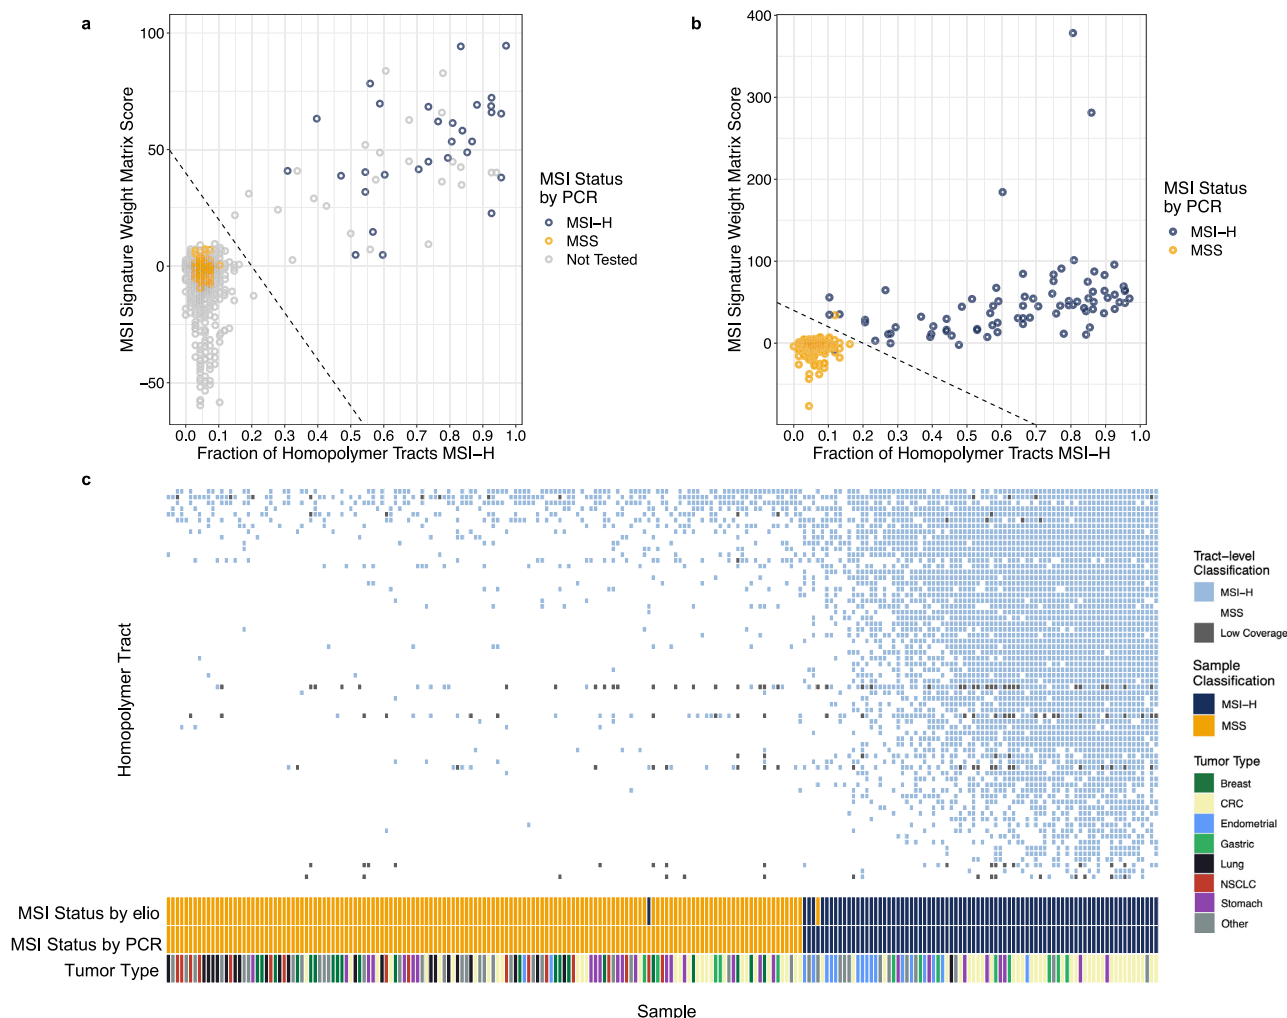 a
MSI Signature Weight Matrix Score
100
50
0
−50
0.0 0.1 0.2 0.3 0.4 0.5 0.6 0.7 0.8 0.9 1.0
Fraction of Homopolymer Tracts MSI−H
MSI Status
by PCR
MSI−H
MSS
Not Tested
b
MSI Signature Weight Matrix Score
400
300
200
100
0
0.0 0.1 0.2 0.3 0.4 0.5 0.6 0.7 0.8 0.9 1.0
Fraction of Homopolymer Tracts MSI−H
MSI Status
by PCR
MSI−H
MSS
c
Homopolymer Tract
Tract−level
Classification
MSI−H
MSS
Low Coverage
Sample
Classification
MSI−H
MSS
Tumor Type
Breast
CRC
Endometrial
Gastric
Lung
NSCLC
Stomach
Other
MSI Status by elio
MSI Status by PCR
Tumor Type
Sample